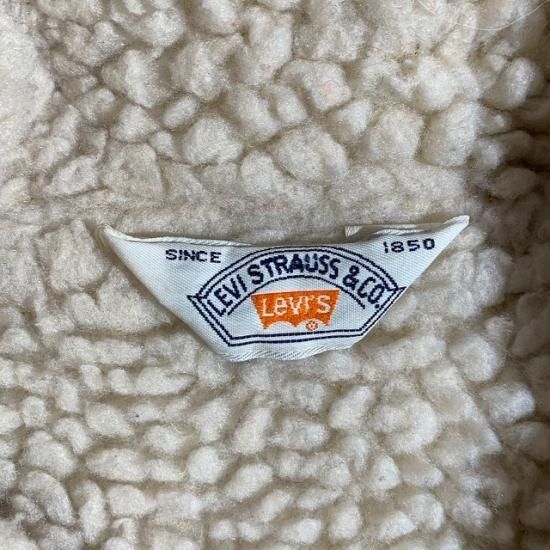 SINCE 1850
LEVI STRAUSS & CO.
Levi's
®